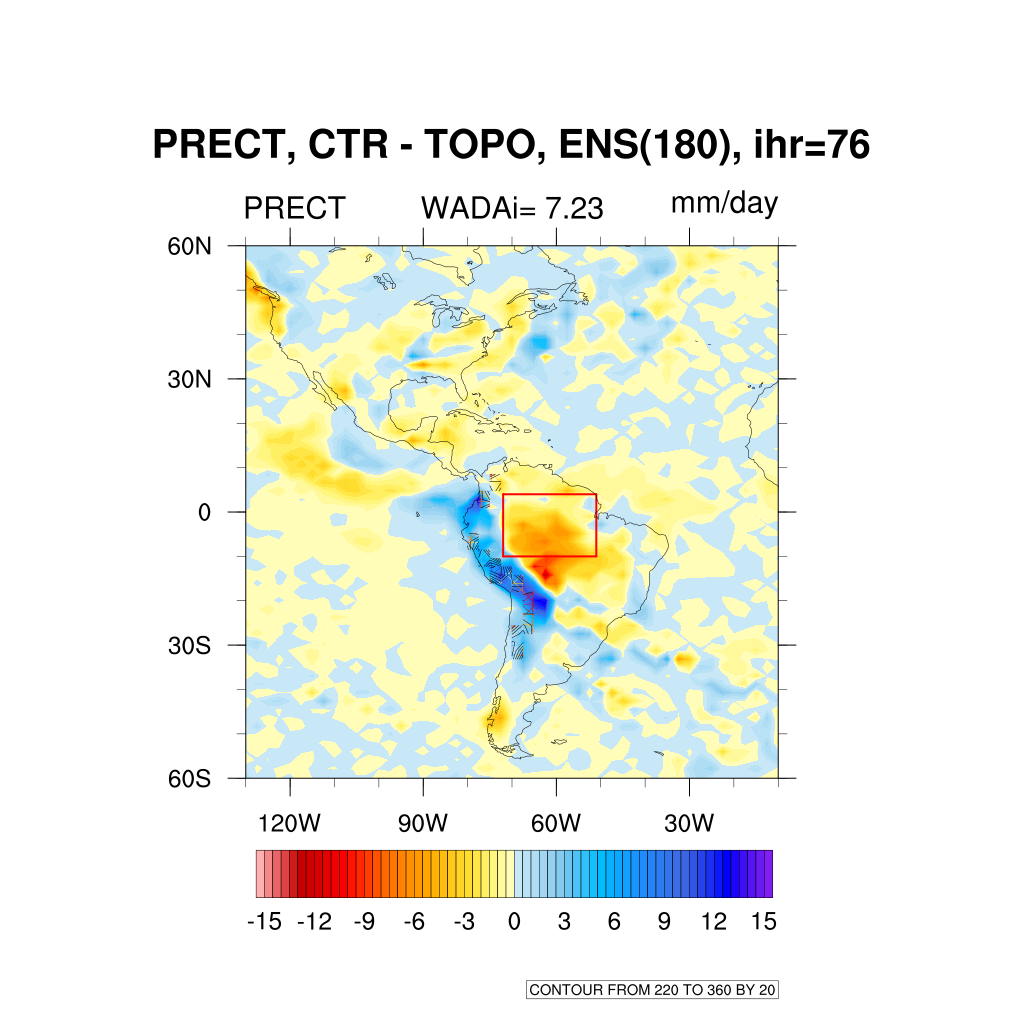 PRECT, CTR - TOPO, ENS(180), ihr=76
PRECT WADAi= 7.23 mm/day
60N
30N
0
30S
60S
120W 90W 60W 30W
-15 -12 -9 -6 -3 0 3 6 9 12 15
CONTOUR FROM 220 TO 360 BY 20